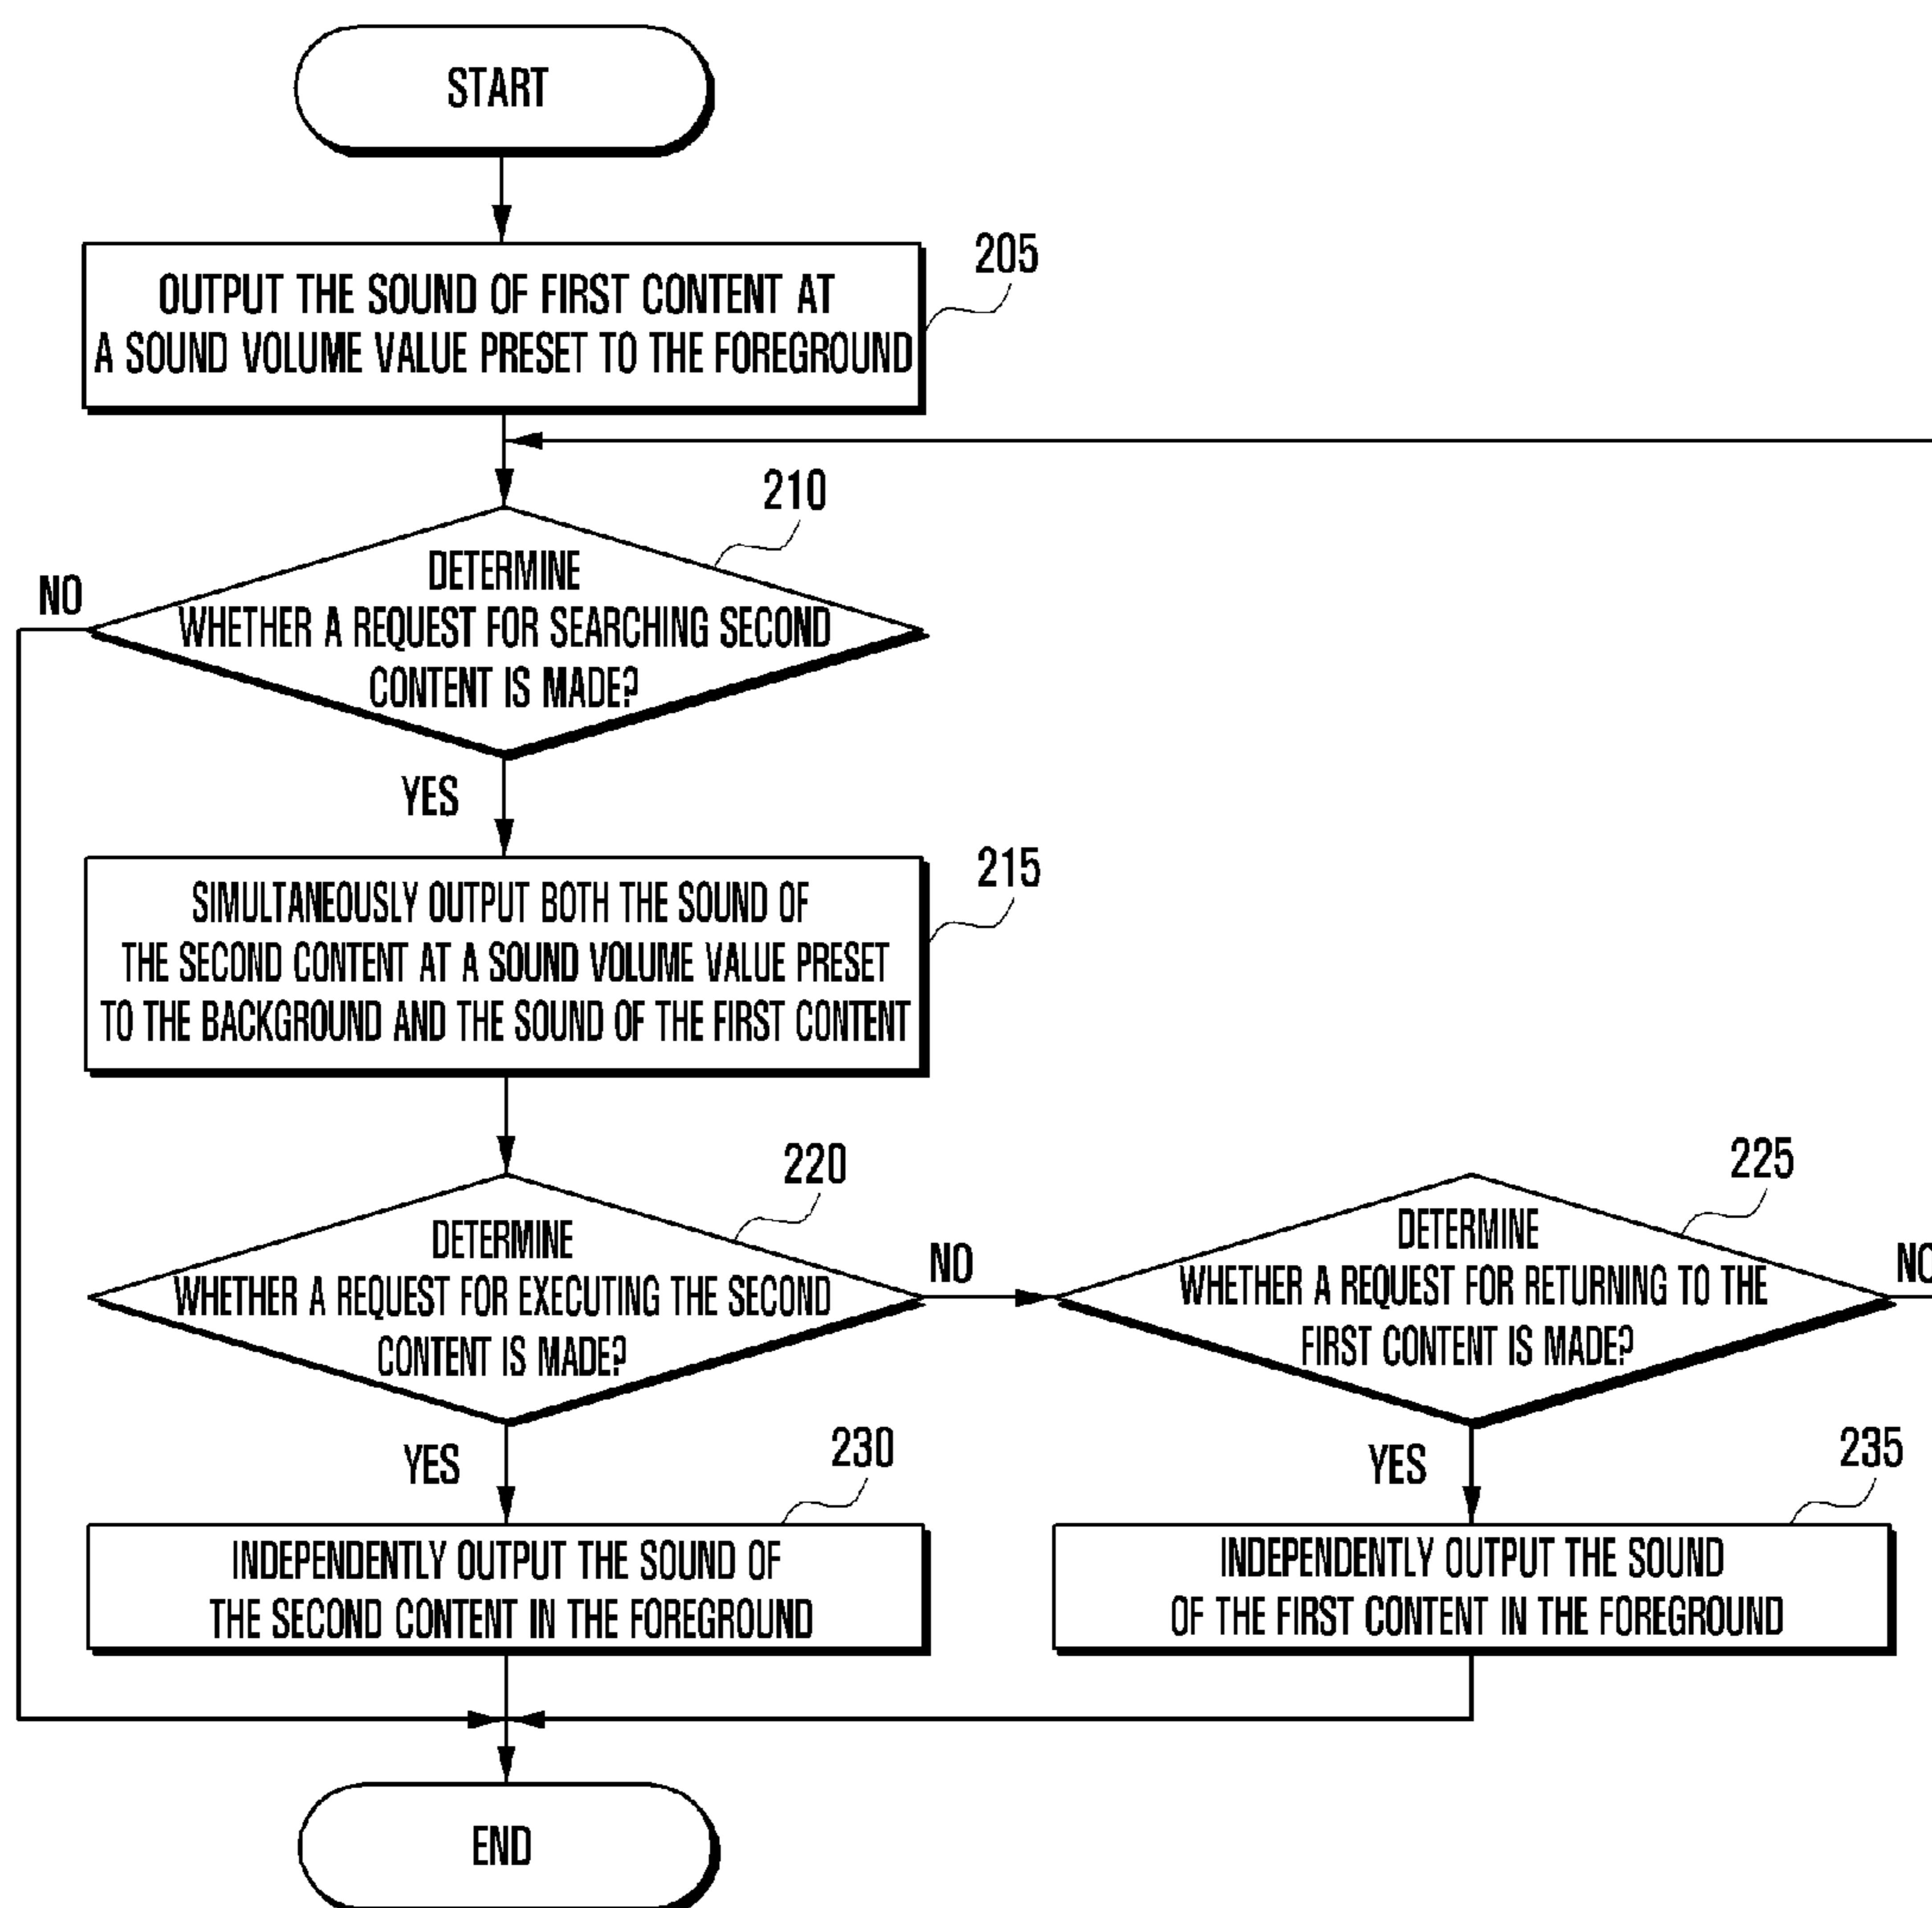 START
205
OUTPUT THE SOUND OF FIRST CONTENT AT
A SOUND VOLUME VALUE PRESET TO THE FOREGROUND
210
NO
DETERMINE
WHETHER A REQUEST FOR SEARCHING SECOND
CONTENT IS MADE?
YES
215
SIMULTANEOUSLY OUTPUT BOTH THE SOUND OF
THE SECOND CONTENT AT A SOUND VOLUME VALUE PRESET
TO THE BACKGROUND AND THE SOUND OF THE FIRST CONTENT
220
DETERMINE
WHETHER A REQUEST FOR EXECUTING THE SECOND
CONTENT IS MADE?
NO
225
DETERMINE
WHETHER A REQUEST FOR RETURNING TO THE
FIRST CONTENT IS MADE?
NO
YES
230
INDEPENDENTLY OUTPUT THE SOUND OF
THE SECOND CONTENT IN THE FOREGROUND
YES
235
INDEPENDENTLY OUTPUT THE SOUND
OF THE FIRST CONTENT IN THE FOREGROUND
END